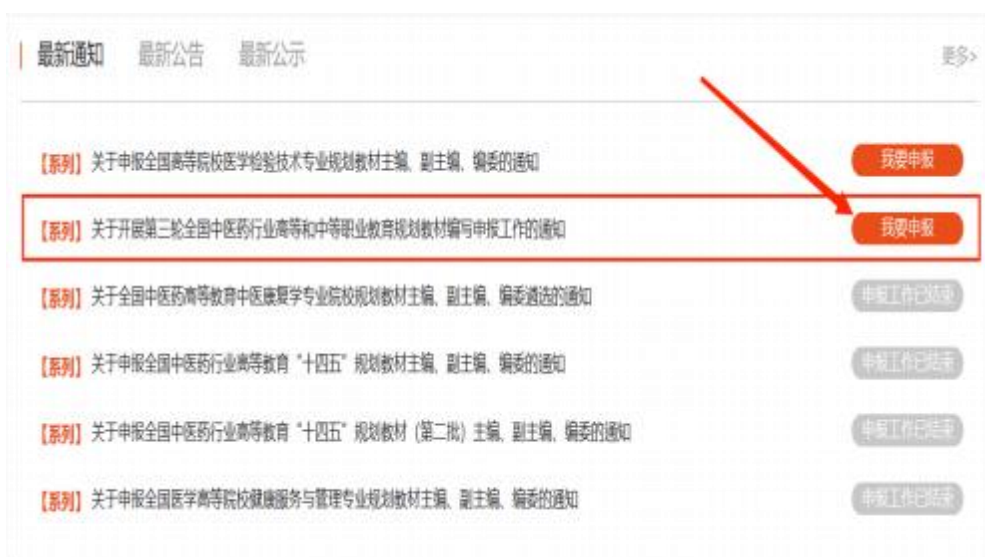 最新通知 最新公告 最新公示 更多>
【系列】关于申报全国高等院校医学检验技术专业规划教材主编、副主编、编委的通知 我要申报
【系列】关于开展第三轮全国中医药行业高等和中等职业教育规划教材编写申报工作的通知 我要申报
【系列】关于全国中医药高等教育中医康复学专业院校规划教材主编、副主编、编委遴选的通知 申报工作已结束
【系列】关于申报全国中医药行业高等教育“十四五”规划教材主编、副主编、编委的通知 申报工作已结束
【系列】关于申报全国中医药行业高等教育“十四五”规划教材（第二批）主编、副主编、编委的通知 申报工作已结束
【系列】关于申报全国医学高等院校健康服务与管理专业规划教材主编、副主编、编委的通知 申报工作已结束